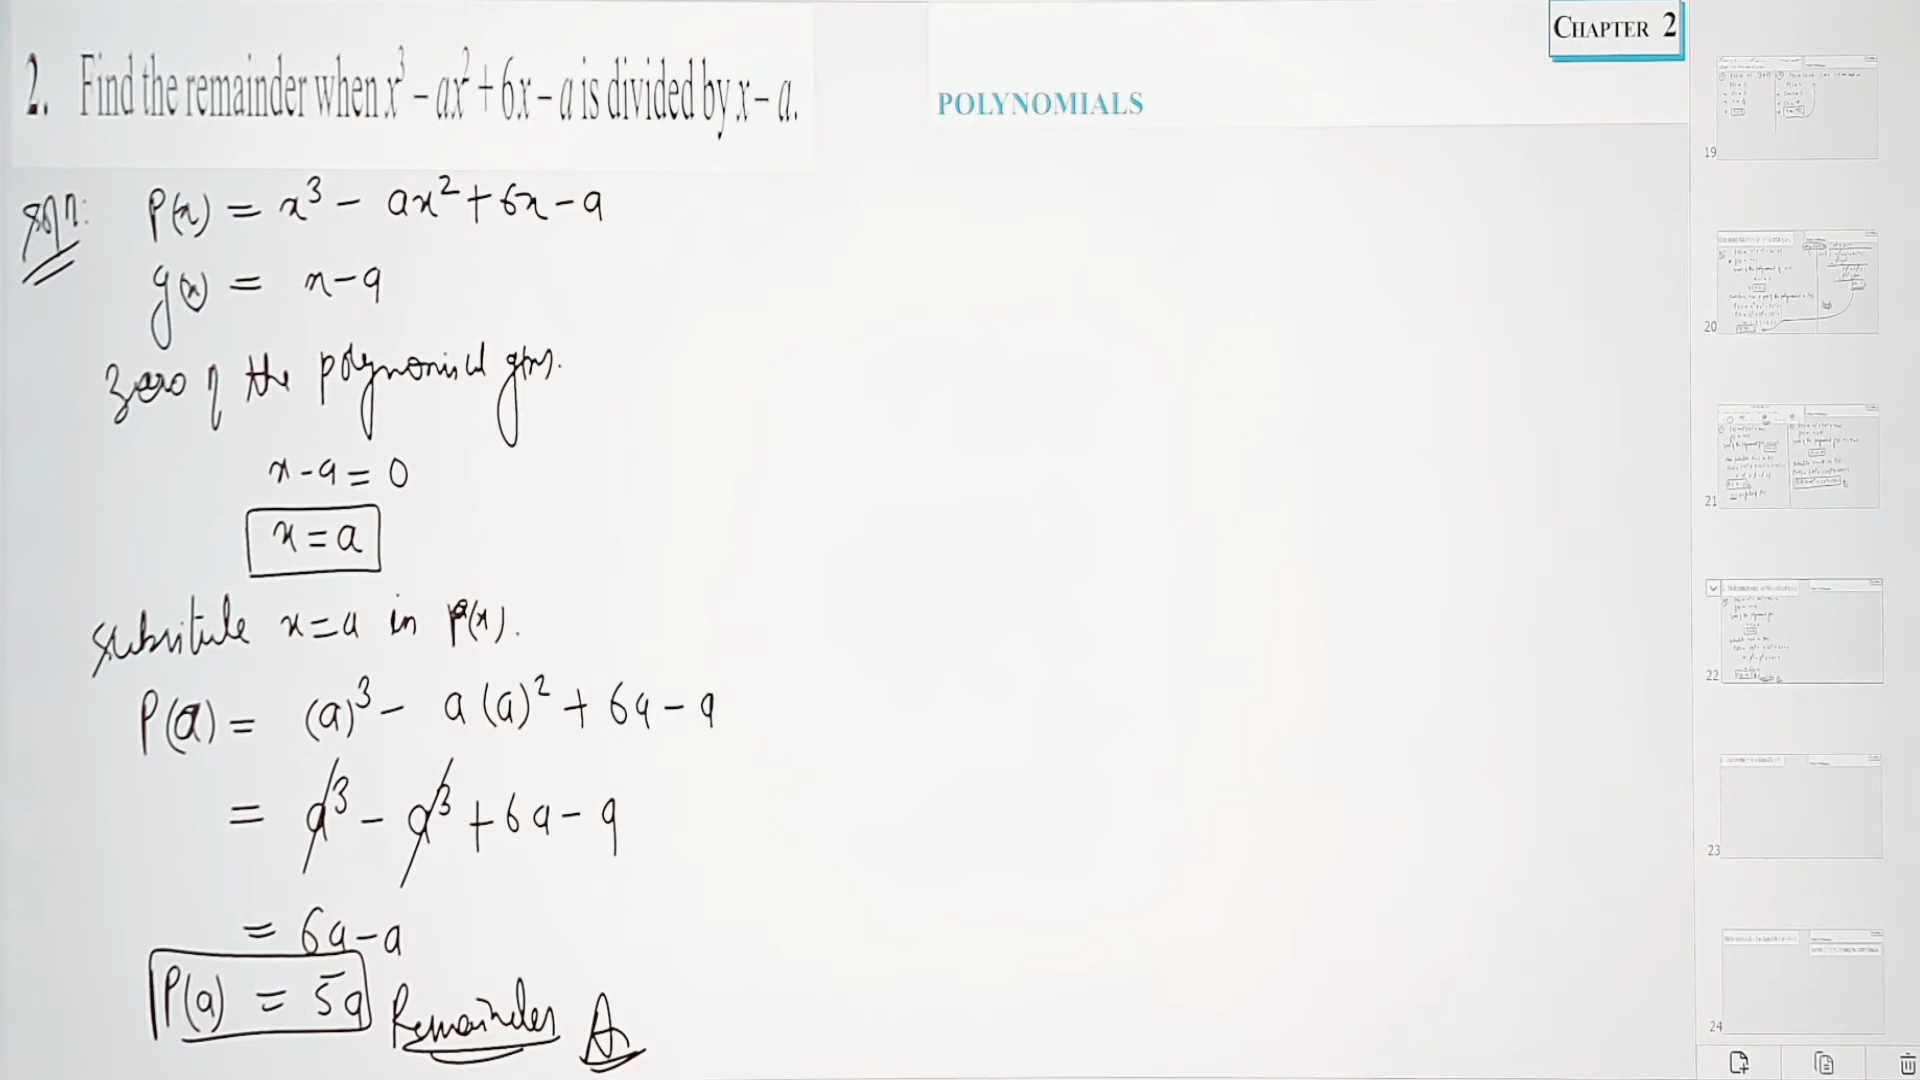 CHAPTER 2
2. Find the remainder when x³ – ax² + 6x – a is divided by x – a.
POLYNOMIALS
Soln: P(x) = x³ - ax² + 6x - a
g(x) = x - a
Zero of the polynomial g(x).
x - a = 0
x = a
Substitute x = a in P(x).
P(a) = (a)³ - a(a)² + 6a - a
= a³ - a³ + 6a - a
= 6a - a
P(a) = 5a Remainder A
19
20
21
22
23
24